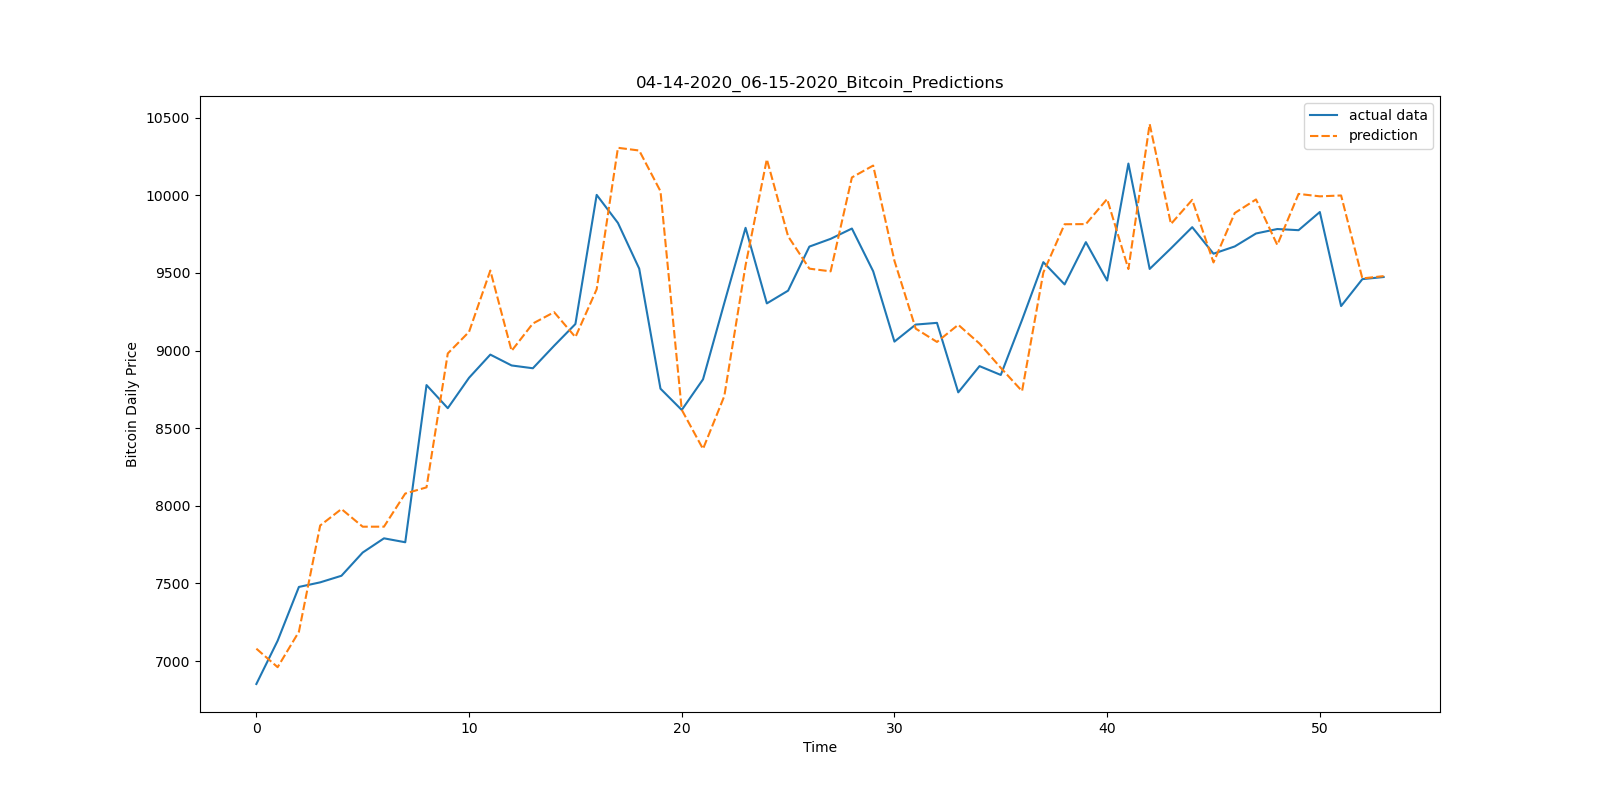 04-14-2020_06-15-2020_Bitcoin_Predictions
actual data
prediction
10500
10000
9500
9000
8500
8000
7500
7000
Bitcoin Daily Price
0 10 20 30 40 50
Time